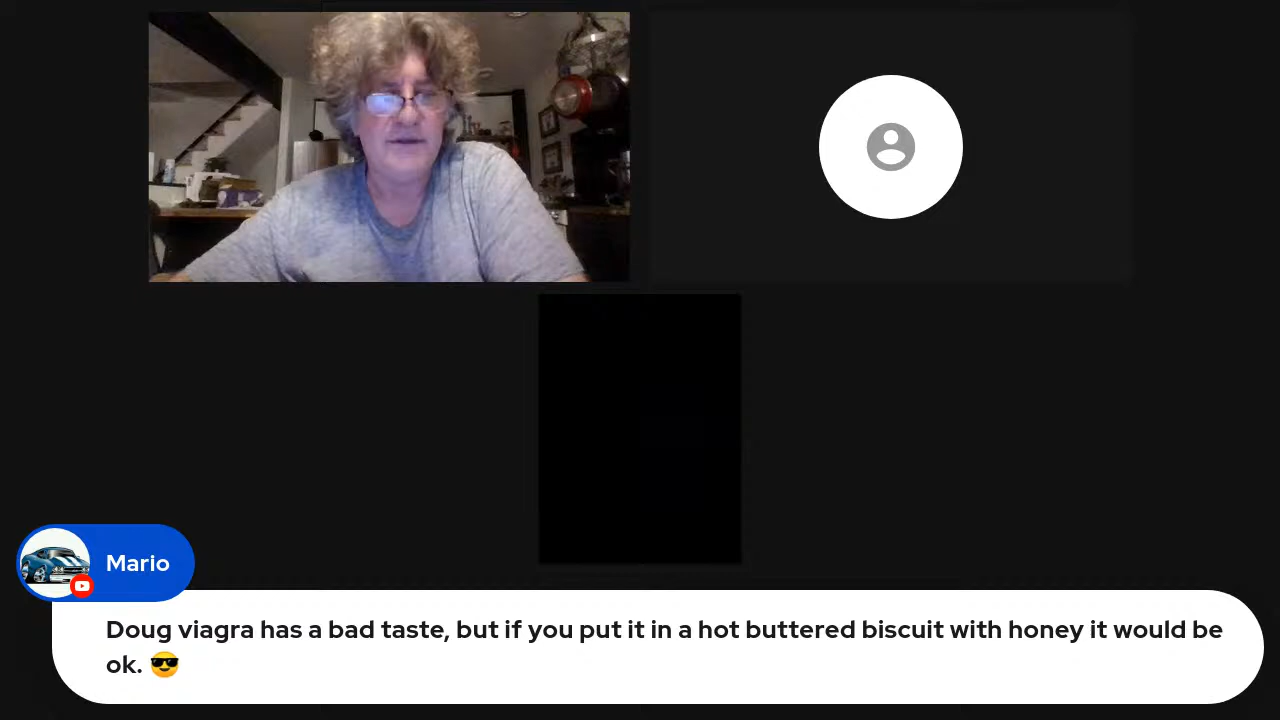 Mario
Doug viagra has a bad taste, but if you put it in a hot buttered biscuit with honey it would be
ok. 😎